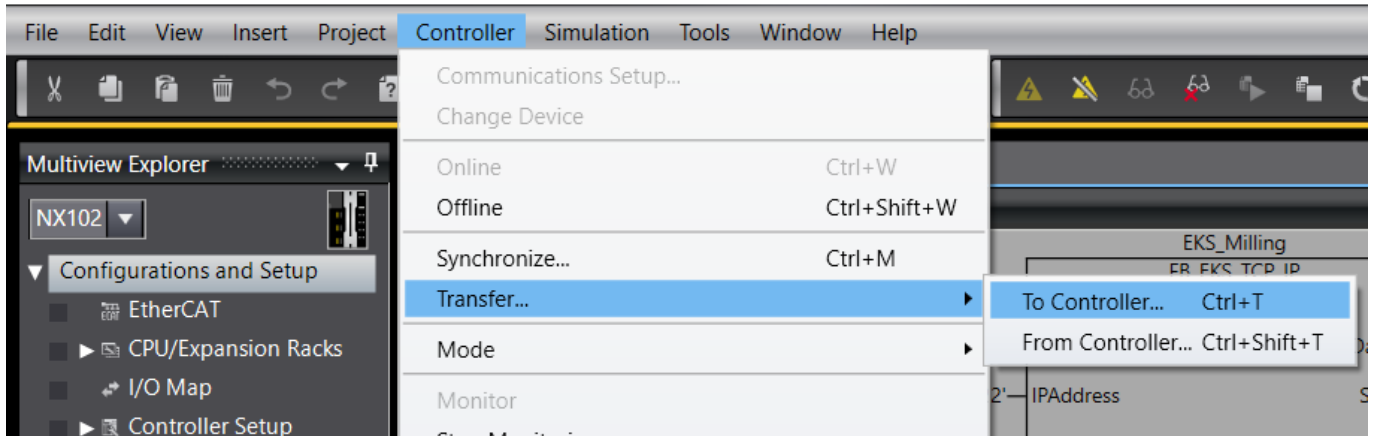 File Edit View Insert Project Controller Simulation Tools Window Help
Communications Setup...
Change Device
Multiview Explorer
Online Ctrl+W
NX102
Offline Ctrl+Shift+W
EKS_Milling
Synchronize... Ctrl+M
FB_EKS_TCP_IP
Configurations and Setup
Transfer...
To Controller... Ctrl+T
EtherCAT
From Controller... Ctrl+Shift+T
CPU/Expansion Racks
Mode
I/O Map
Monitor
2'
IPAddress
S
Controller Setup